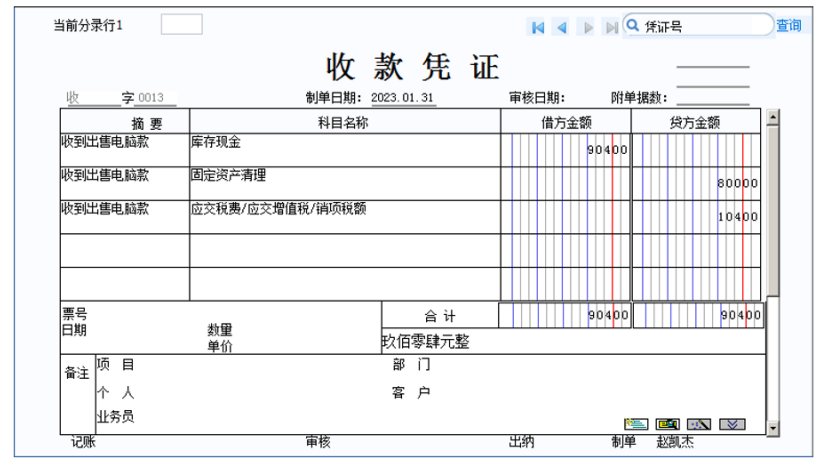 当前分录行1
凭证号 查询
收 款 凭 证
收 字 0013 制单日期： 2023.01.31 审核日期： 附单据数：
摘 要 科目名称 借方金额 贷方金额
收到出售电脑款 库存现金 90400
收到出售电脑款 固定资产清理 80000
收到出售电脑款 应交税费/应交增值税/销项税额 10400
票号
日期 数量 单价
合 计 90400 90400
玖佰零肆元整
备注 项 目 部 门
个 人 客 户
业务员
记账 审核 出纳 制单 赵凯杰